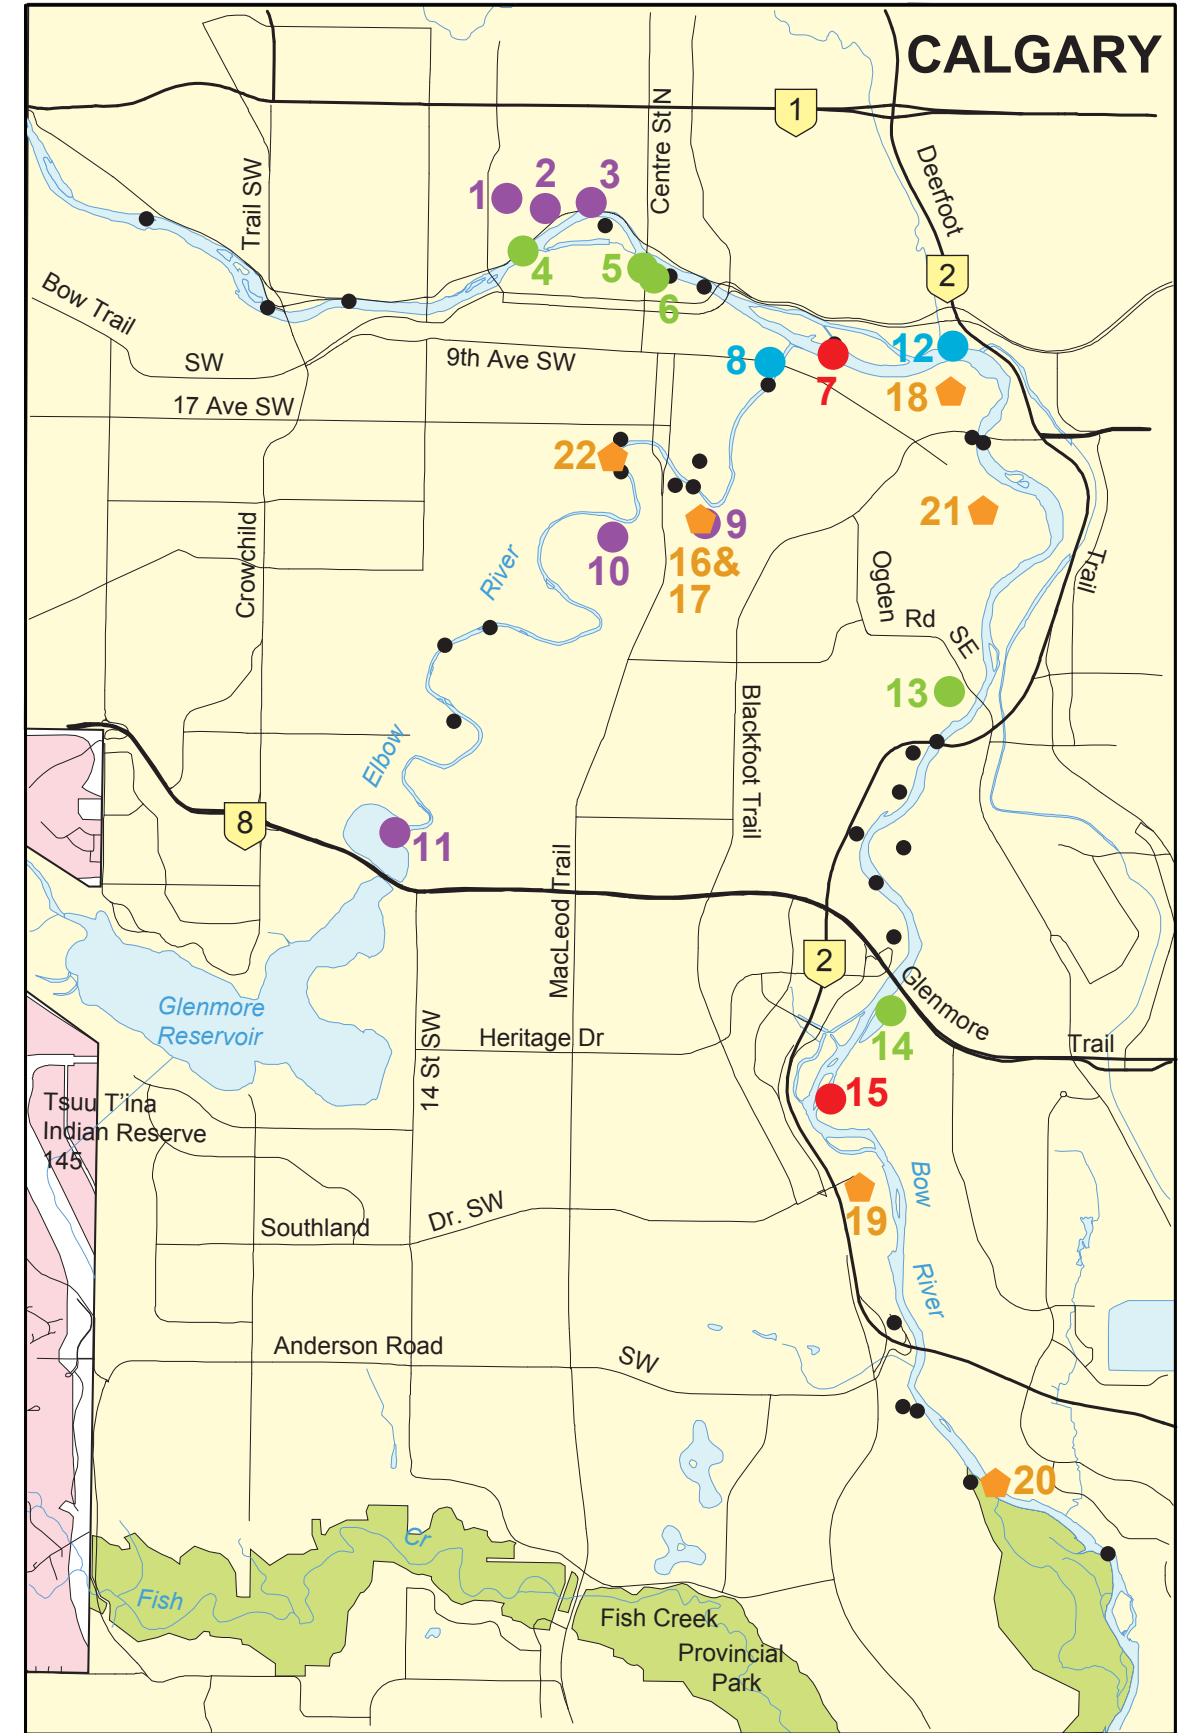 CALGARY
1
Centre St N
Deerfoot
Trail SW
1
2
3
4
5
6
2
Bow Trail
SW
9th Ave SW
8
7
12
18
17 Ave SW
22
21
9
10
16&
17
Crowchild
River
Ogden
Rd
SE
Trail
13
Blackfoot Trail
Elbow
8
11
MacLeod Trail
2
Glenmore
Trail
Glenmore
Reservoir
14 St SW
Heritage Dr
14
15
Tsuu T'ina
Indian Reserve
145
Bow
River
19
Southland
Dr. SW
Anderson Road
SW
20
Cr
Fish
Fish Creek
Provincial
Park